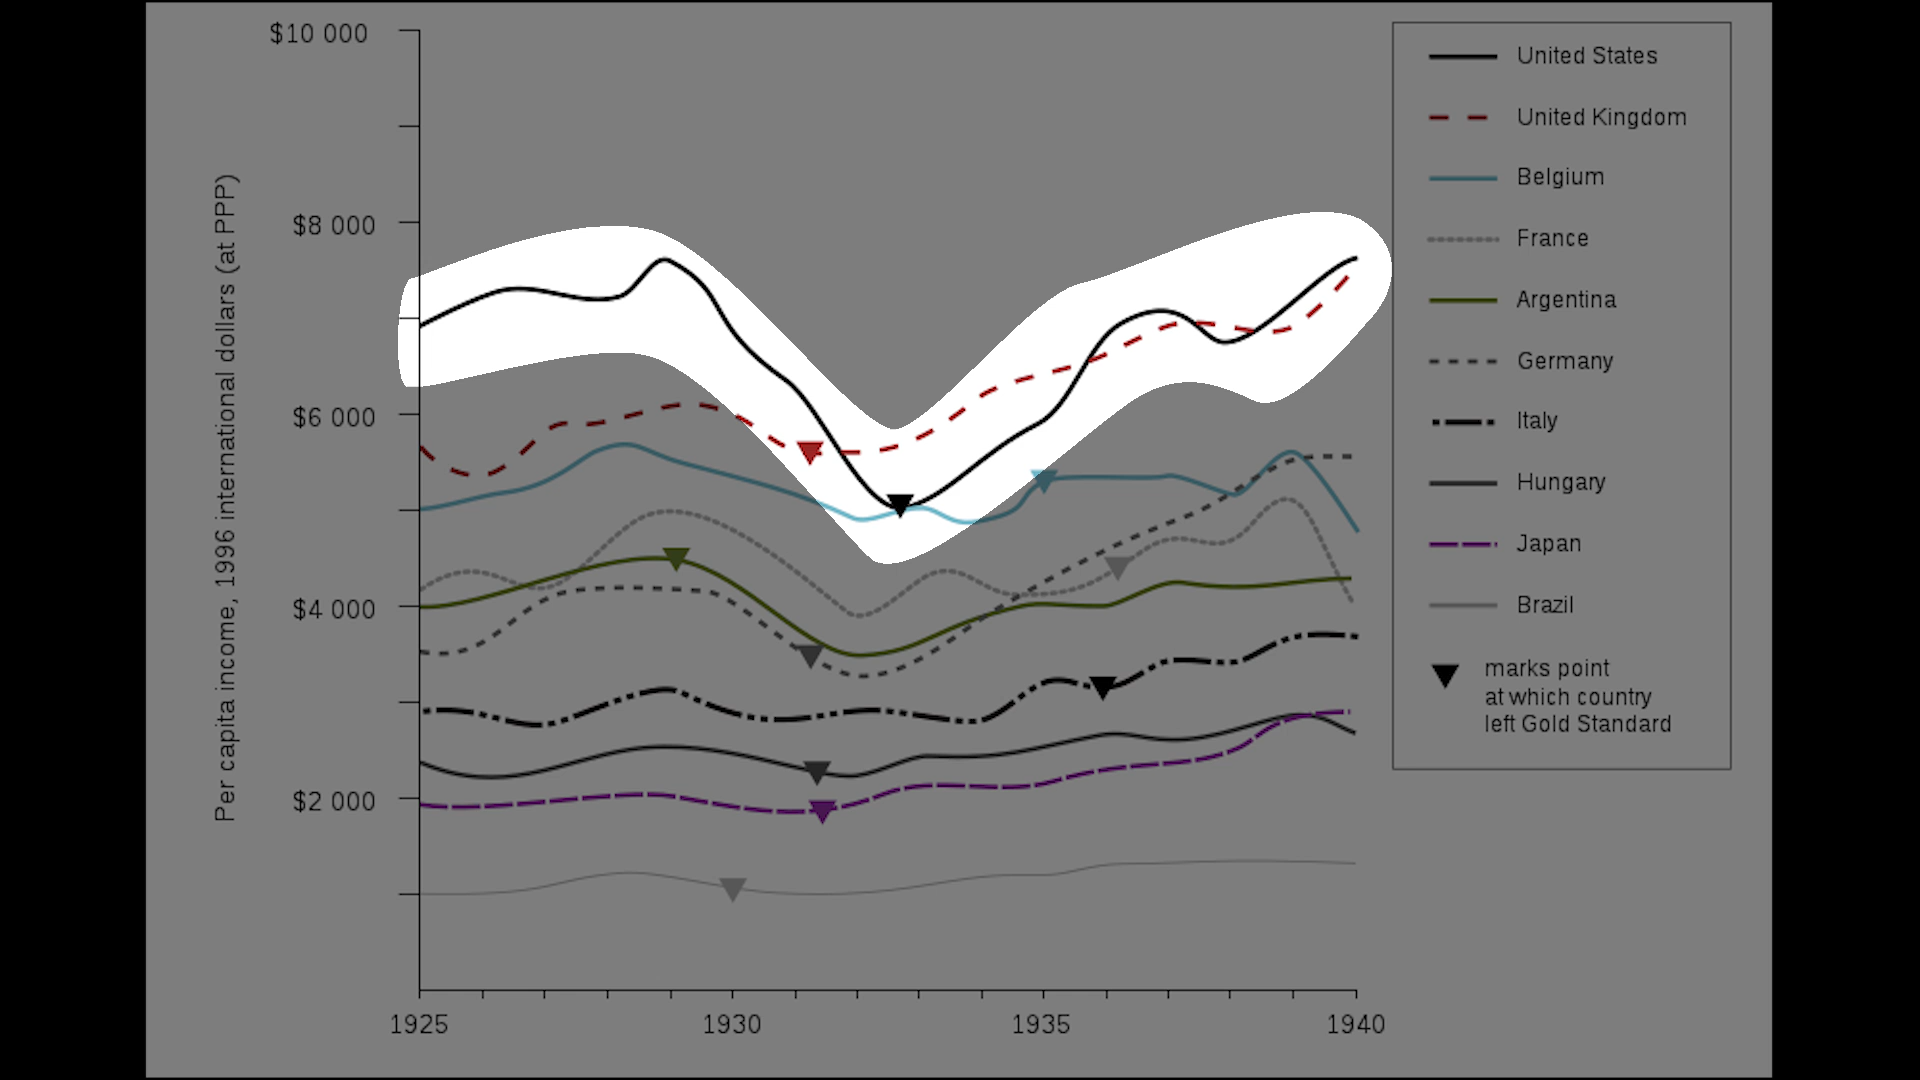 $10 000
$8 000
$6 000
$4 000
$2 000
Per capita income, 1996 international dollars (at PPP)
1925
1930
1935
1940
United States
United Kingdom
Belgium
France
Argentina
Germany
Italy
Hungary
Japan
Brazil
marks point
at which country
left Gold Standard